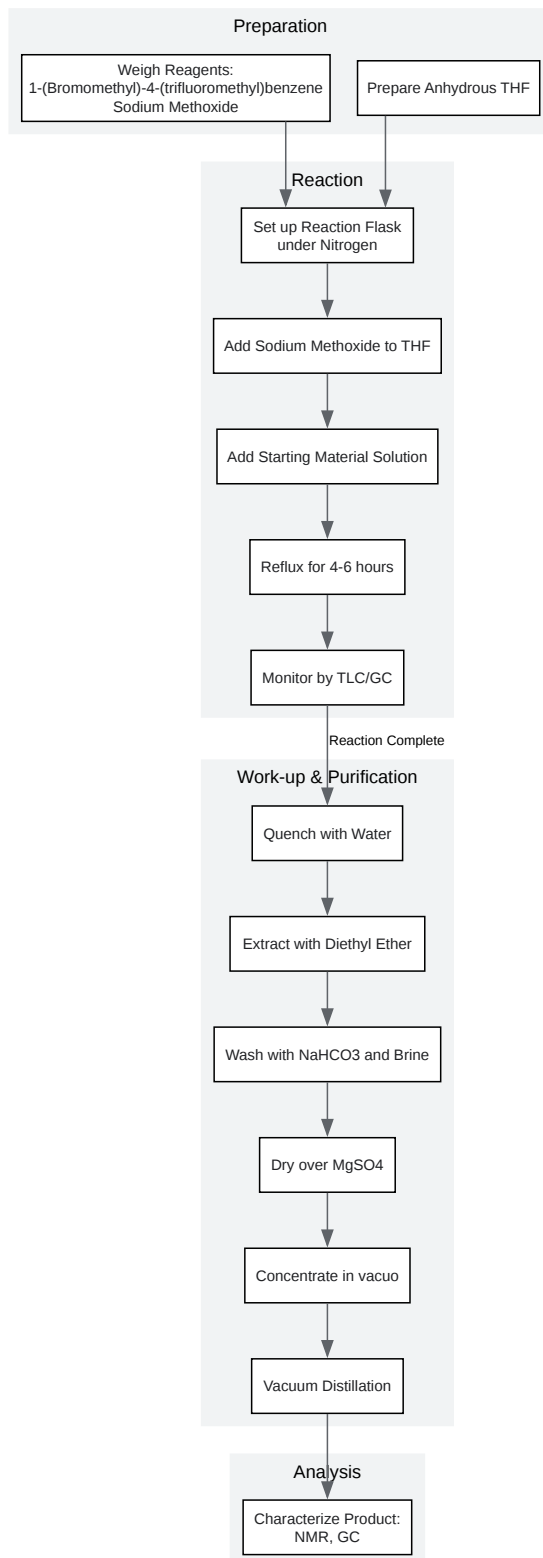 Preparation
Weigh Reagents:
1-(Bromomethyl)-4-(trifluoromethyl)benzene
Sodium Methoxide
Prepare Anhydrous THF
Reaction
Set up Reaction Flask
under Nitrogen
Add Sodium Methoxide to THF
Add Starting Material Solution
Reflux for 4-6 hours
Monitor by TLC/GC
Reaction Complete
Work-up & Purification
Quench with Water
Extract with Diethyl Ether
Wash with NaHCO3 and Brine
Dry over MgSO4
Concentrate in vacuo
Vacuum Distillation
Analysis
Characterize Product:
NMR, GC